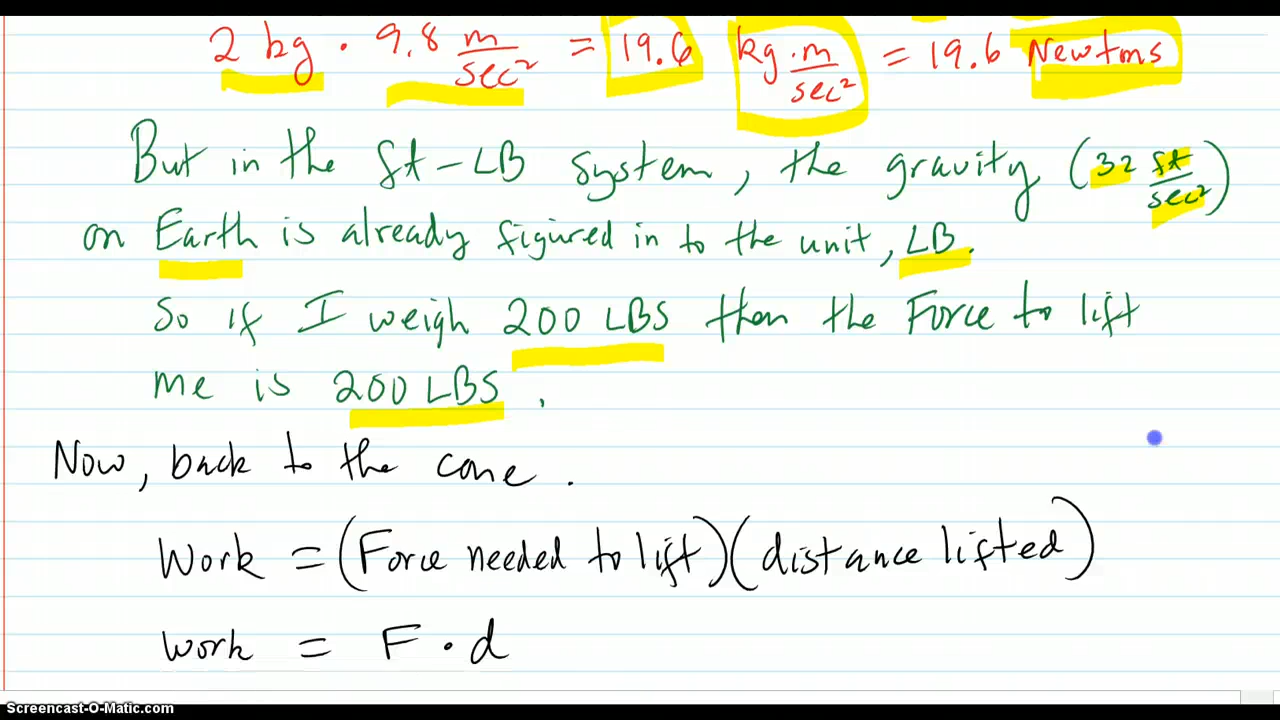 2 kg · 9.8 m/sec² = 19.6 kg·m/sec² = 19.6 Newtons
But in the ft-LB system, the gravity (32 ft/sec²)
on Earth is already figured in to the unit, LB.
So if I weigh 200 LBS then the Force to lift
me is 200 LBS.
Now, back to the cone.
Work = (Force needed to lift)(distance lifted)
Work = F · d
Screencast-O-Matic.com